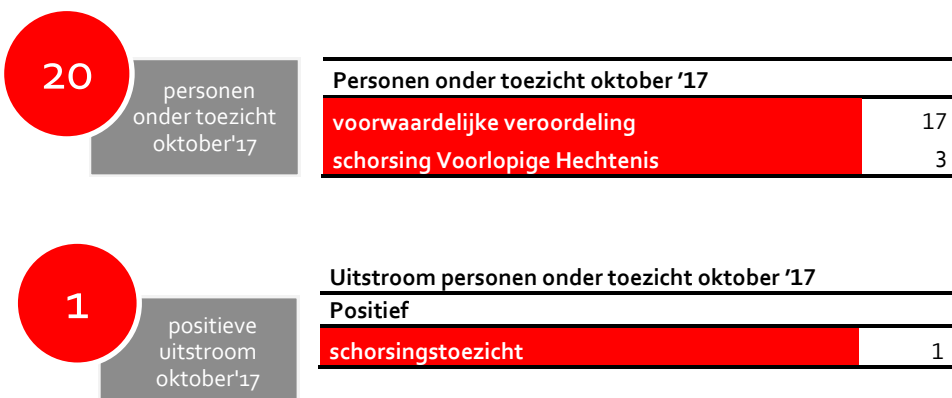 20
personen
onder toezicht
oktober'17
Personen onder toezicht oktober ’17
voorwaardelijke veroordeling 17
schorsing Voorlopige Hechtenis 3
1
positieve
uitstroom
oktober'17
Uitstroom personen onder toezicht oktober ’17
Positief
schorsingstoezicht 1